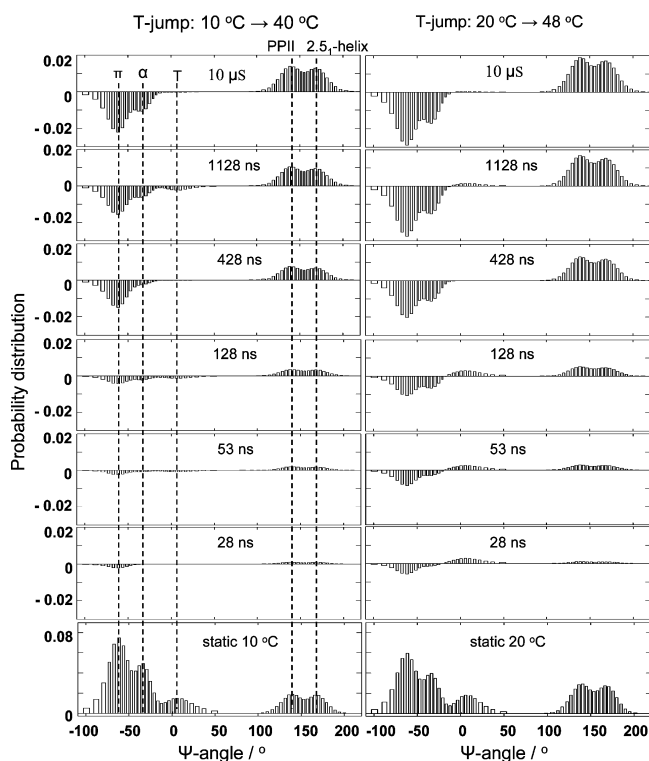 T-jump: 10 °C → 40 °C
T-jump: 20 °C → 48 °C
PPII 2.5₁-helix
π α T
0.02
0
- 0.02
10 µS
10 µS
0.02
0
- 0.02
1128 ns
1128 ns
0.02
0
- 0.02
428 ns
428 ns
0.02
0
- 0.02
128 ns
128 ns
0.02
0
- 0.02
53 ns
53 ns
0.02
0
- 0.02
28 ns
28 ns
0.08
0
static 10 °C
static 20 °C
Probability distribution
-100 -50 0 50 100 150 200
-100 -50 0 50 100 150 200
Ψ-angle / °
Ψ-angle / °